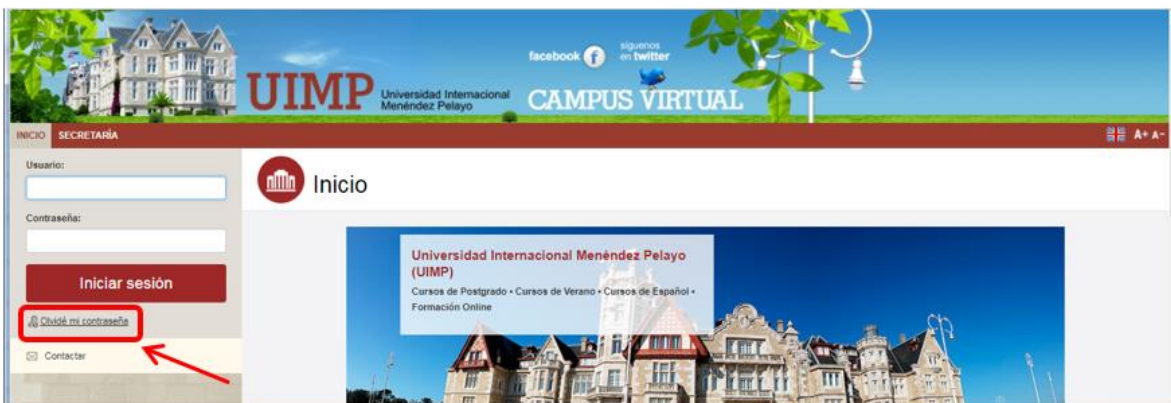 facebook f síguenos
en twitter
UIMP Universidad Internacional
Menéndez Pelayo
CAMPUS VIRTUAL
INICIO SECRETARÍA
A+ A-
Usuario:
Inicio
Contraseña:
Universidad Internacional Menéndez Pelayo
(UIMP)
Cursos de Postgrado • Cursos de Verano • Cursos de Español •
Formación Online
Iniciar sesión
Olvidé mi contraseña
Contactar